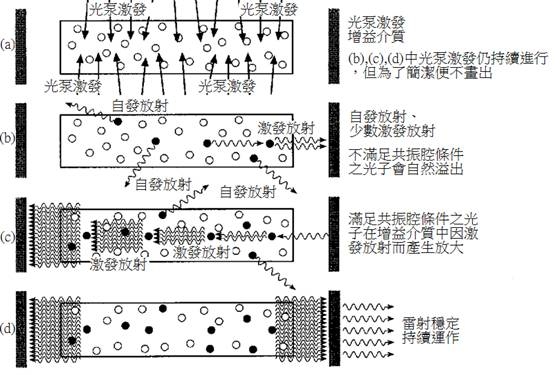 光泵激發 光泵激發
(a)
光泵激發 光泵激發
光泵激發
增益介質
(b),(c),(d)中光泵激發仍持續進行
,但為了簡潔便不畫出
自發放射
(b)
激發放射
自發放射
自發放射、
少數激發放射
不滿足共振腔條件
之光子會自然溢出
自發放射
(c)
激發放射
激發放射
滿足共振腔條件之光
子在增益介質中因激
發放射而產生放大
(d)
雷射穩定
持續運作